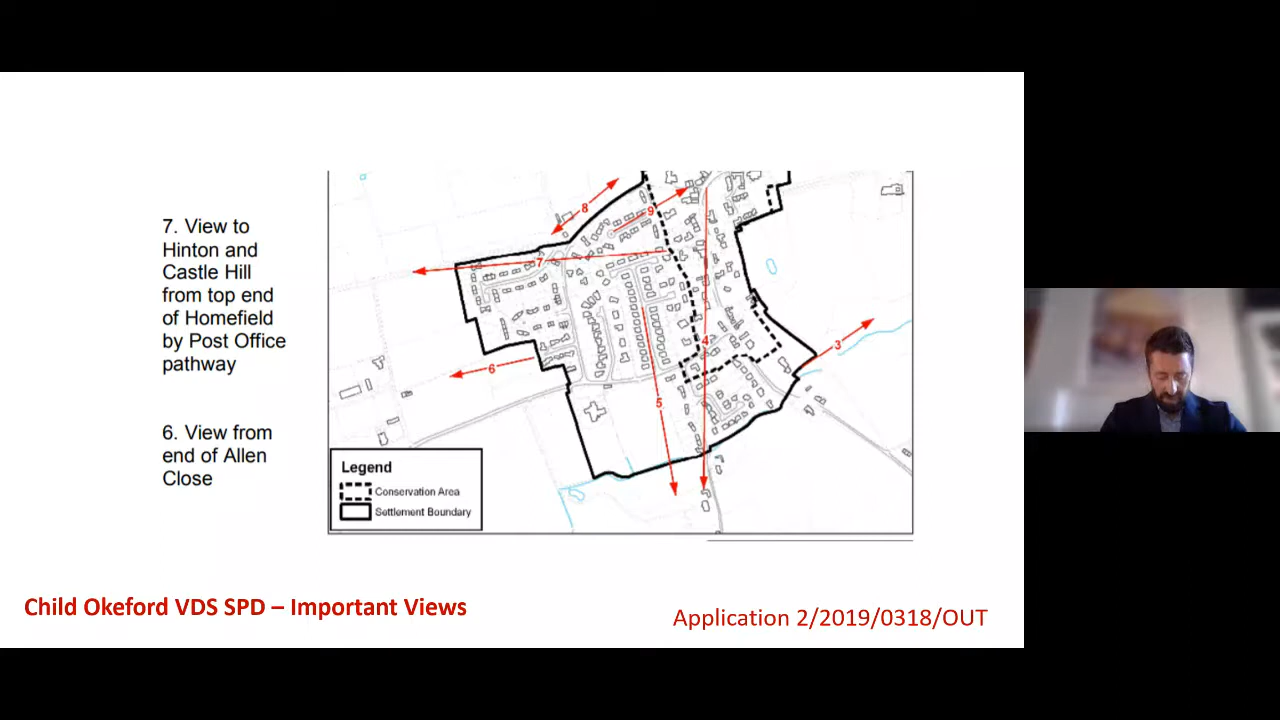 7. View to
Hinton and
Castle Hill
from top end
of Homefield
by Post Office
pathway
6. View from
end of Allen
Close
8
9
7
4
3
6
5
Legend
Conservation Area
Settlement Boundary
Child Okeford VDS SPD – Important Views
Application 2/2019/0318/OUT